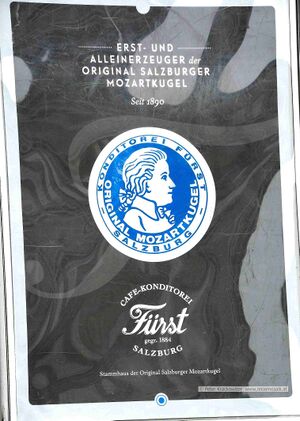 ERST- UND
ALLEINERZEUGER der
ORIGINAL SALZBURGER
MOZARTKUGEL
Seit 1890
KONDITOREI FÜRST
ORIGINAL MOZARTKUGEL
SALZBURG
CAFE-KONDITOREI
Fürst
gegr. 1884
SALZBURG
Stammhaus der Original Salzburger Mozartkugel